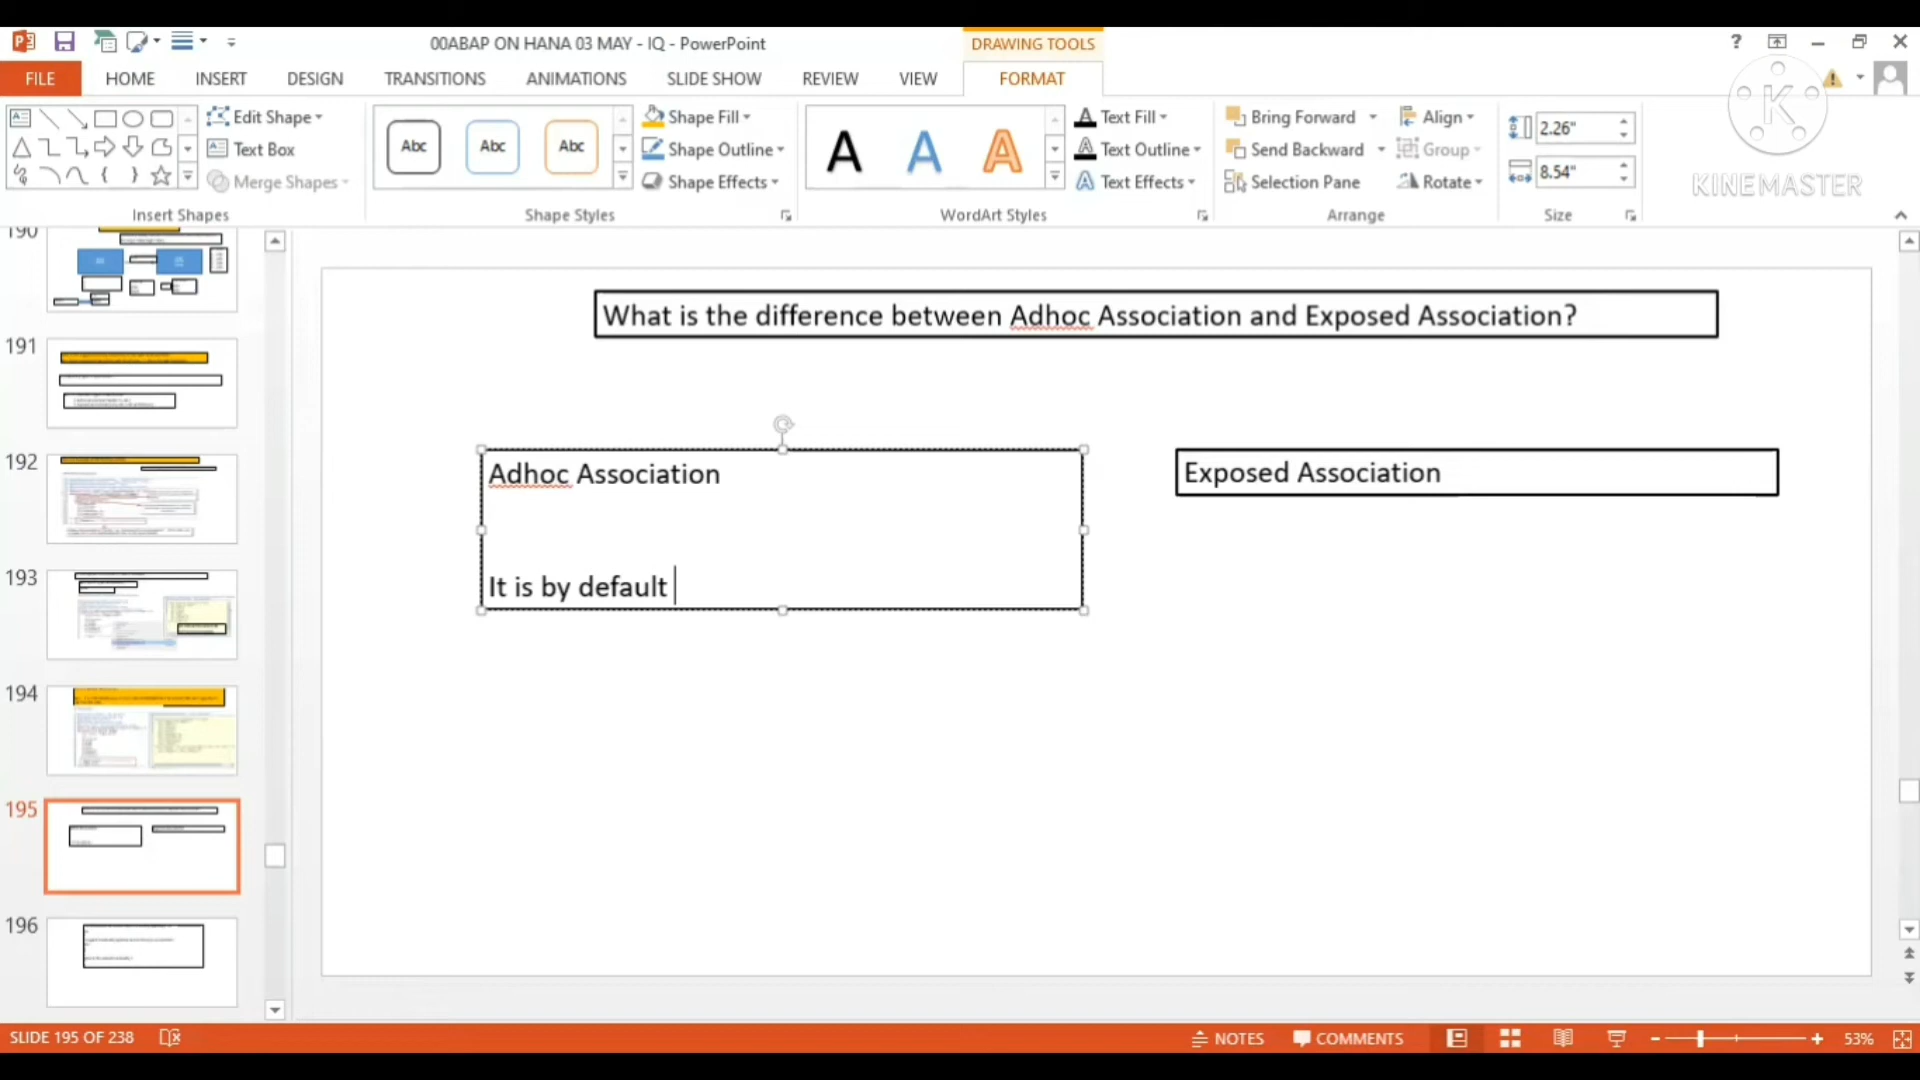 00ABAP ON HANA 03 MAY - IQ - PowerPoint
DRAWING TOOLS
?
FILE
HOME
INSERT
DESIGN
TRANSITIONS
ANIMATIONS
SLIDE SHOW
REVIEW
VIEW
FORMAT
Edit Shape
Text Box
Merge Shapes
Insert Shapes
Abc
Abc
Abc
Shape Fill
Shape Outline
Shape Effects
Shape Styles
A
A
A
Text Fill
Text Outline
Text Effects
WordArt Styles
Bring Forward
Send Backward
Selection Pane
Align
Group
Rotate
Arrange
2.26"
8.54"
Size
K
KINEMASTER
190
191
192
193
194
195
196
What is the difference between Adhoc Association and Exposed Association?
Adhoc Association
It is by default
Exposed Association
SLIDE 195 OF 238
NOTES
COMMENTS
53%